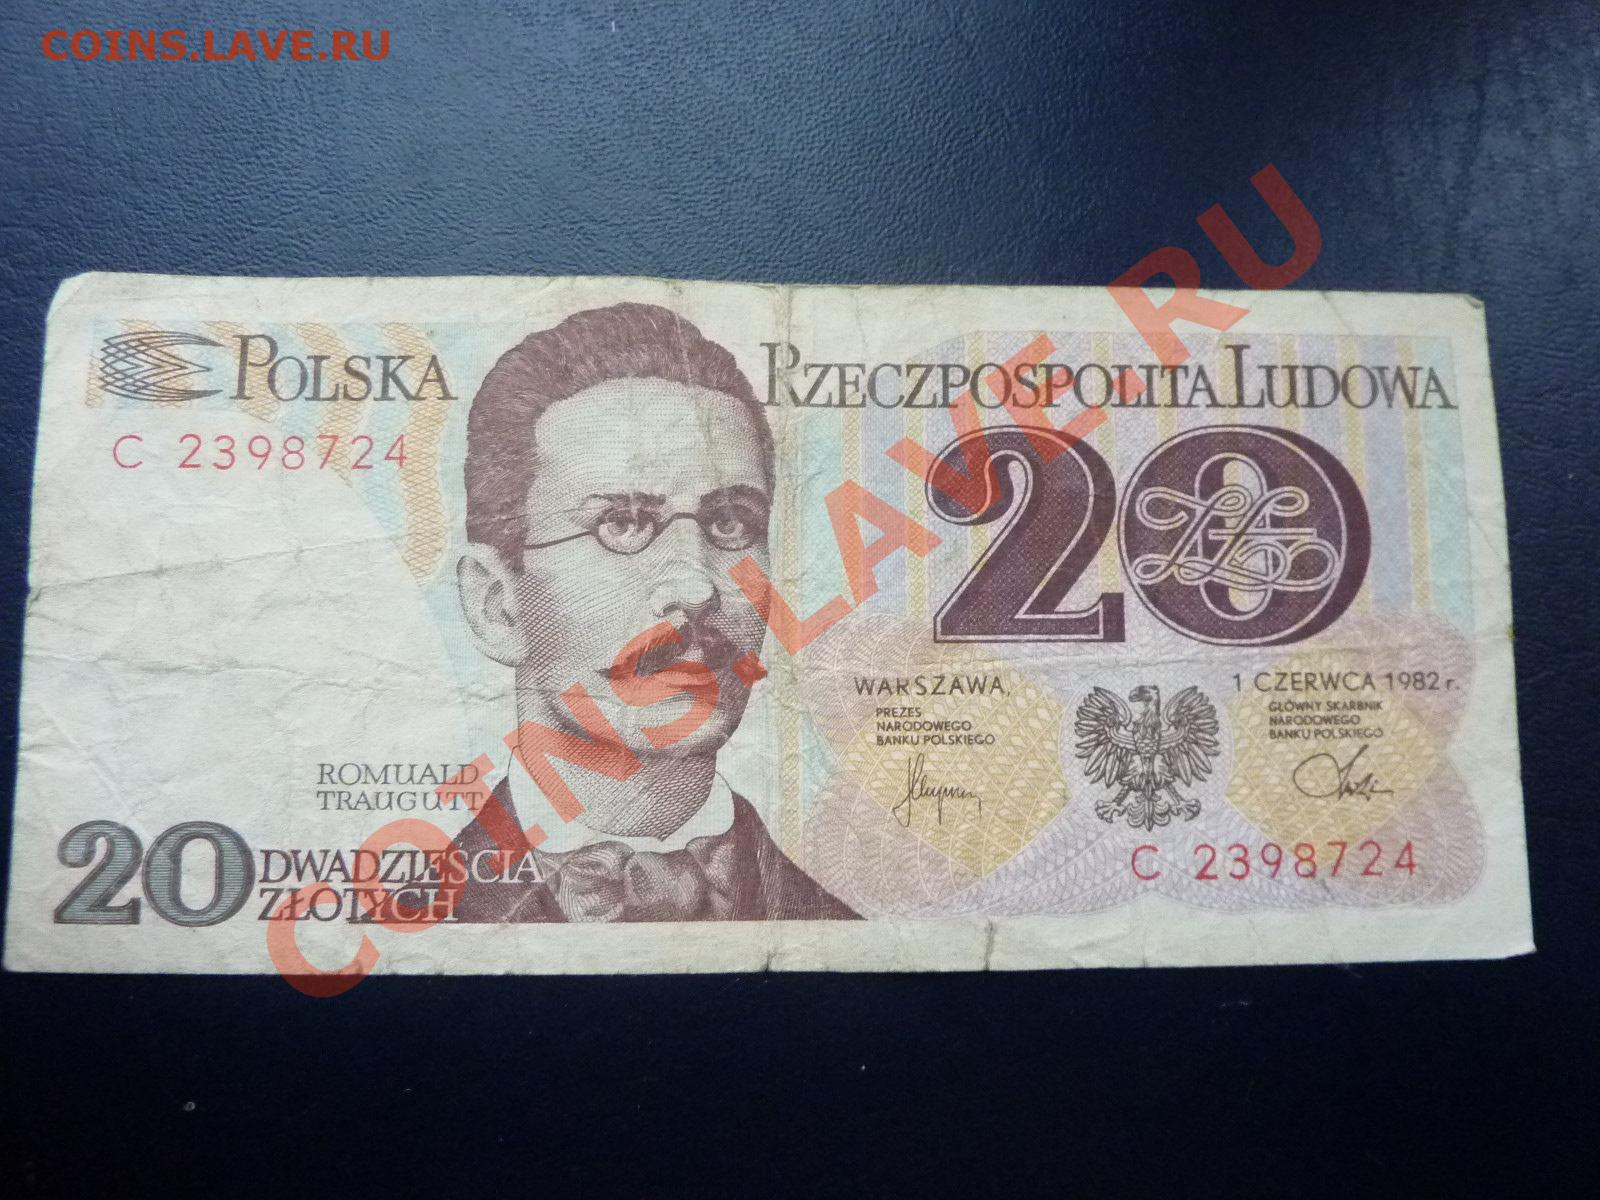 COINS.LAVE.RU
POLSKA RZECZPOSPOLITA LUDOWA
C 2398724
20
WARSZAWA, 1 CZERWCA 1982 r.
PREZES
NARODOWEGO
BANKU POLSKIEGO
GŁÓWNY SKARBNIK
NARODOWEGO
BANKU POLSKIEGO
ROMUALD
TRAUGUTT
20 DWADZIEŚCIA
ZŁOTYCH
C 2398724
COINS.LAVE.RU